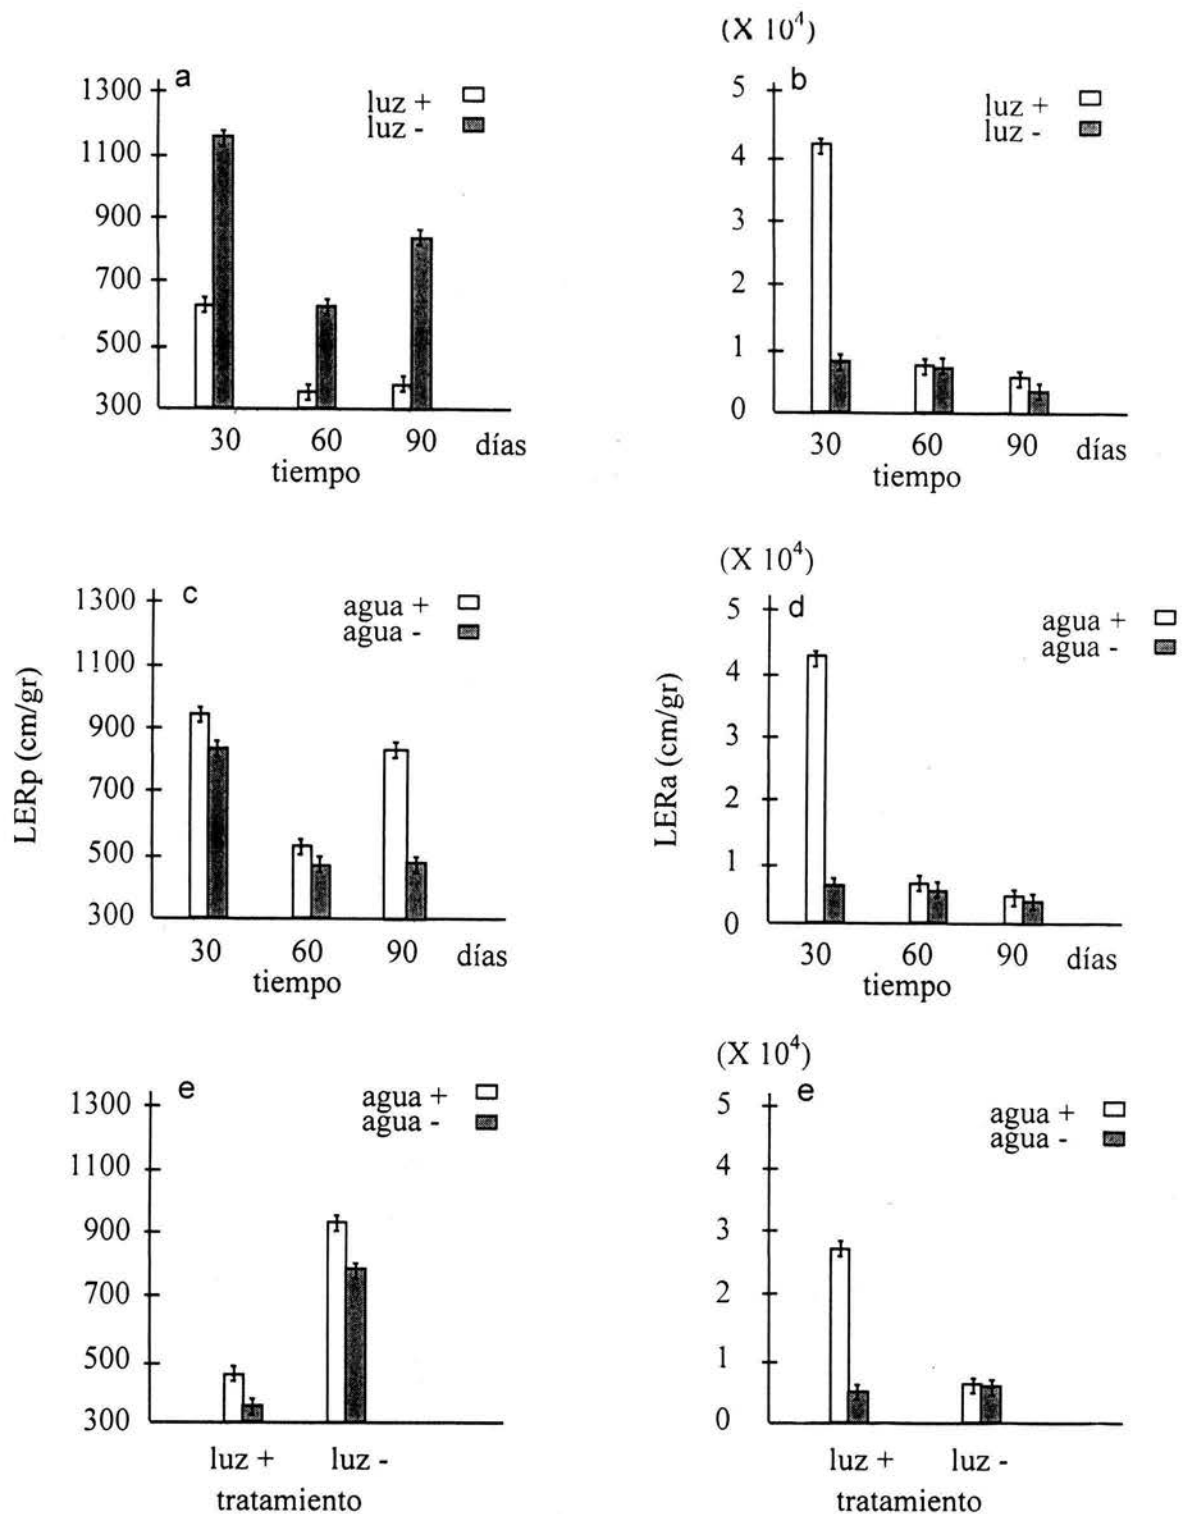 a
luz +
luz -
1300
1100
900
700
500
300
30 60 90 días
tiempo
(X 10⁴)
b
luz +
luz -
5
4
3
2
1
0
30 60 90 días
tiempo
LERp (cm/gr)
c
agua +
agua -
1300
1100
900
700
500
300
30 60 90 días
tiempo
LERa (cm/gr)
(X 10⁴)
d
agua +
agua -
5
4
3
2
1
0
30 60 90 días
tiempo
e
agua +
agua -
1300
1100
900
700
500
300
luz + luz -
tratamiento
(X 10⁴)
e
agua +
agua -
5
4
3
2
1
0
luz + luz -
tratamiento